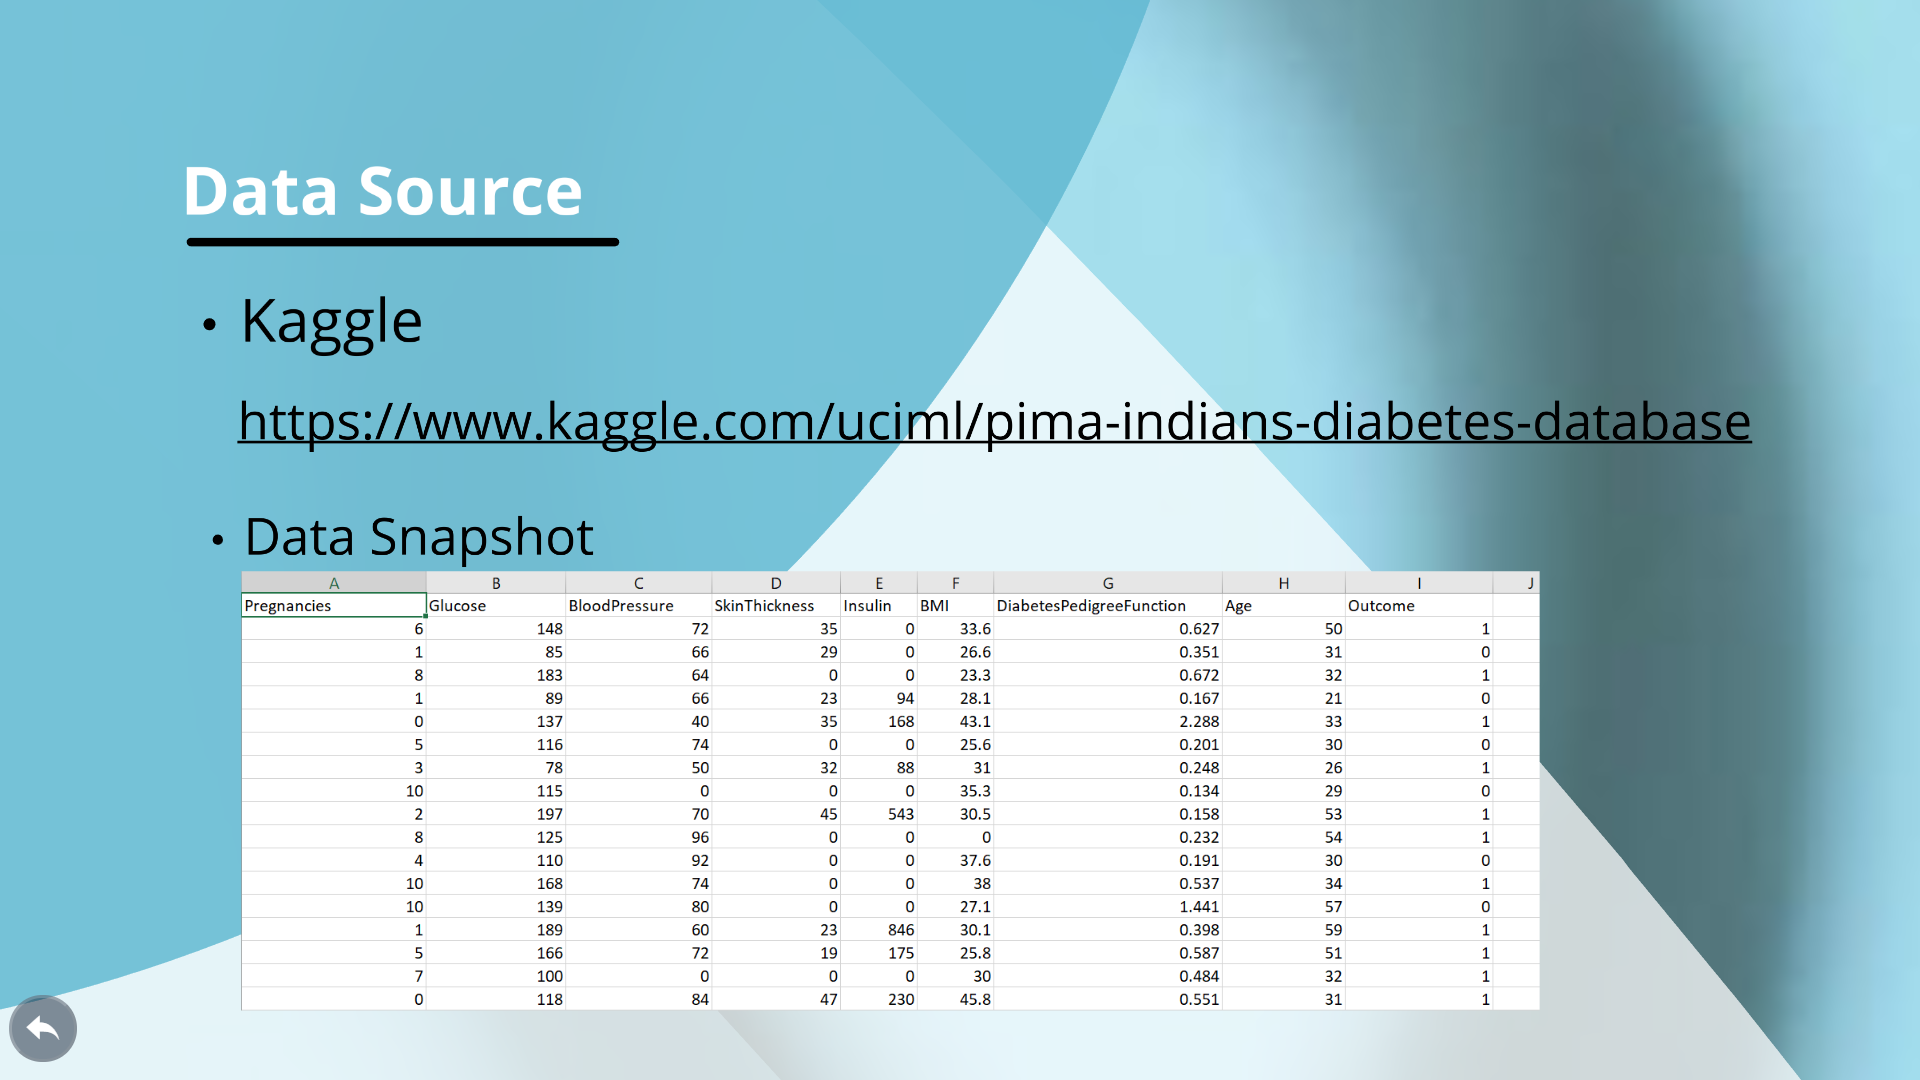 Data Source
• Kaggle
https://www.kaggle.com/uciml/pima-indians-diabetes-database
• Data Snapshot
A B C D E F G H I J
Pregnancies Glucose BloodPressure SkinThickness Insulin BMI DiabetesPedigreeFunction Age Outcome
6 148 72 35 0 33.6 0.627 50 1
1 85 66 29 0 26.6 0.351 31 0
8 183 64 0 0 23.3 0.672 32 1
1 89 66 23 94 28.1 0.167 21 0
0 137 40 35 168 43.1 2.288 33 1
5 116 74 0 0 25.6 0.201 30 0
3 78 50 32 88 31 0.248 26 1
10 115 0 0 0 35.3 0.134 29 0
2 197 70 45 543 30.5 0.158 53 1
8 125 96 0 0 0 0.232 54 1
4 110 92 0 0 37.6 0.191 30 0
10 168 74 0 0 38 0.537 34 1
10 139 80 0 0 27.1 1.441 57 0
1 189 60 23 846 30.1 0.398 59 1
5 166 72 19 175 25.8 0.587 51 1
7 100 0 0 0 30 0.484 32 1
0 118 84 47 230 45.8 0.551 31 1